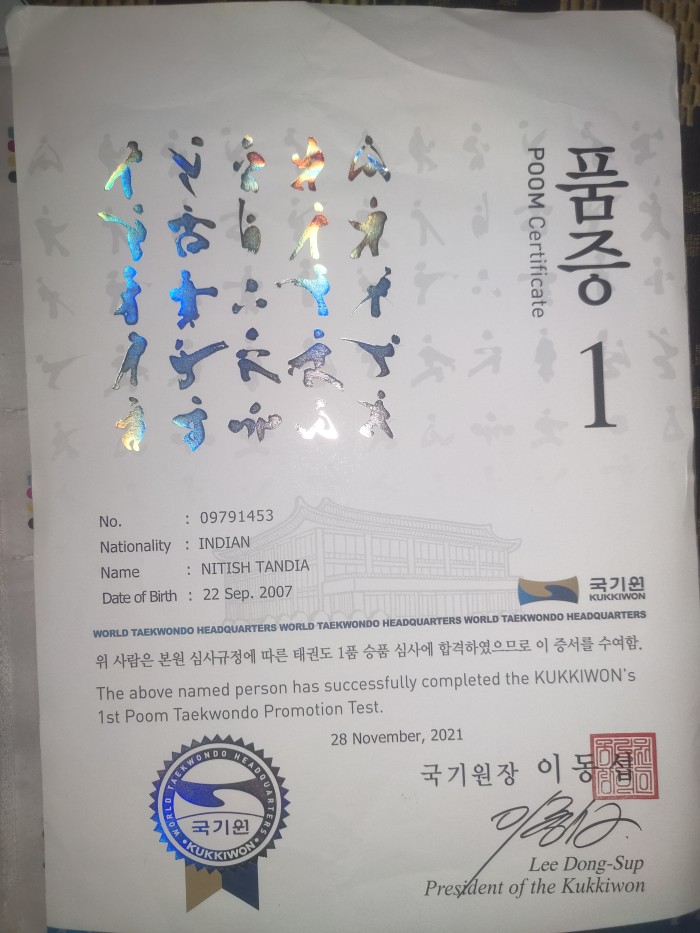 품증
POOM Certificate
1
No. : 09791453
Nationality : INDIAN
Name : NITISH TANDIA
Date of Birth : 22 Sep. 2007
국기원
KUKKIWON
WORLD TAEKWONDO HEADQUARTERS WORLD TAEKWONDO HEADQUARTERS WORLD TAEKWONDO HEADQUARTERS
위 사람은 본원 심사규정에 따른 태권도 1품 승품 심사에 합격하였으므로 이 증서를 수여함.
The above named person has successfully completed the KUKKIWON's
1st Poom Taekwondo Promotion Test.
28 November, 2021
국기원장 이동섭
WORLD TAEKWONDO HEADQUARTERS
국기원
KUKKIWON
Lee Dong-Sup
President of the Kukkiwon